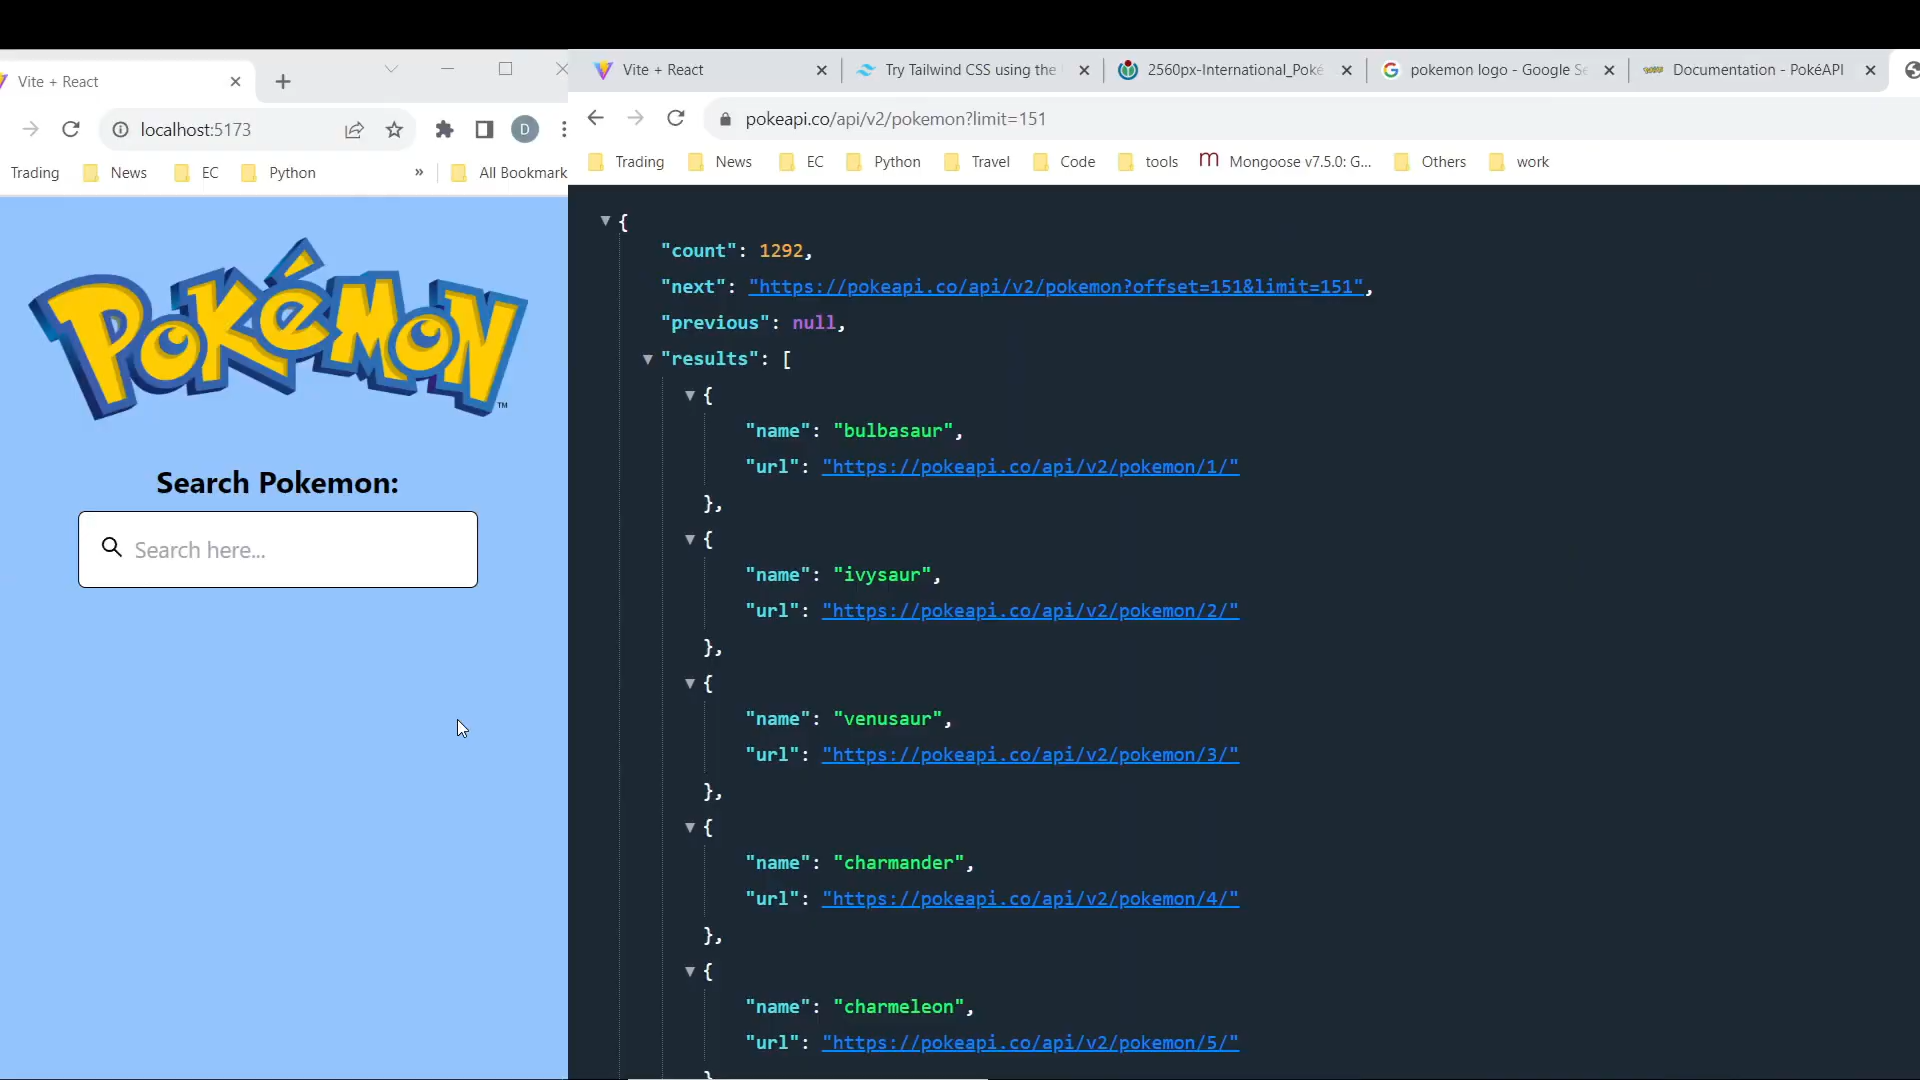 Vite + React
localhost:5173
D
Trading News EC Python » All Bookmark
POKéMON
TM
Search Pokemon:
Search here...
Vite + React
Try Tailwind CSS using the
2560px-International_Poké
pokemon logo - Google Se
Documentation - PokéAPI
pokeapi.co/api/v2/pokemon?limit=151
Trading News EC Python Travel Code tools Mongoose v7.5.0: G... Others work
{
"count": 1292,
"next": "https://pokeapi.co/api/v2/pokemon?offset=151&limit=151",
"previous": null,
"results": [
{
"name": "bulbasaur",
"url": "https://pokeapi.co/api/v2/pokemon/1/"
},
{
"name": "ivysaur",
"url": "https://pokeapi.co/api/v2/pokemon/2/"
},
{
"name": "venusaur",
"url": "https://pokeapi.co/api/v2/pokemon/3/"
},
{
"name": "charmander",
"url": "https://pokeapi.co/api/v2/pokemon/4/"
},
{
"name": "charmeleon",
"url": "https://pokeapi.co/api/v2/pokemon/5/"